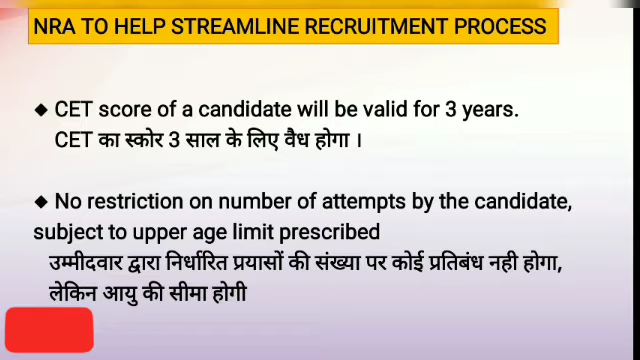 NRA TO HELP STREAMLINE RECRUITMENT PROCESS
◆ CET score of a candidate will be valid for 3 years.
CET का स्कोर 3 साल के लिए वैध होगा ।
◆ No restriction on number of attempts by the candidate,
subject to upper age limit prescribed
उम्मीदवार द्वारा निर्धारित प्रयासों की संख्या पर कोई प्रतिबंध नही होगा,
लेकिन आयु की सीमा होगी